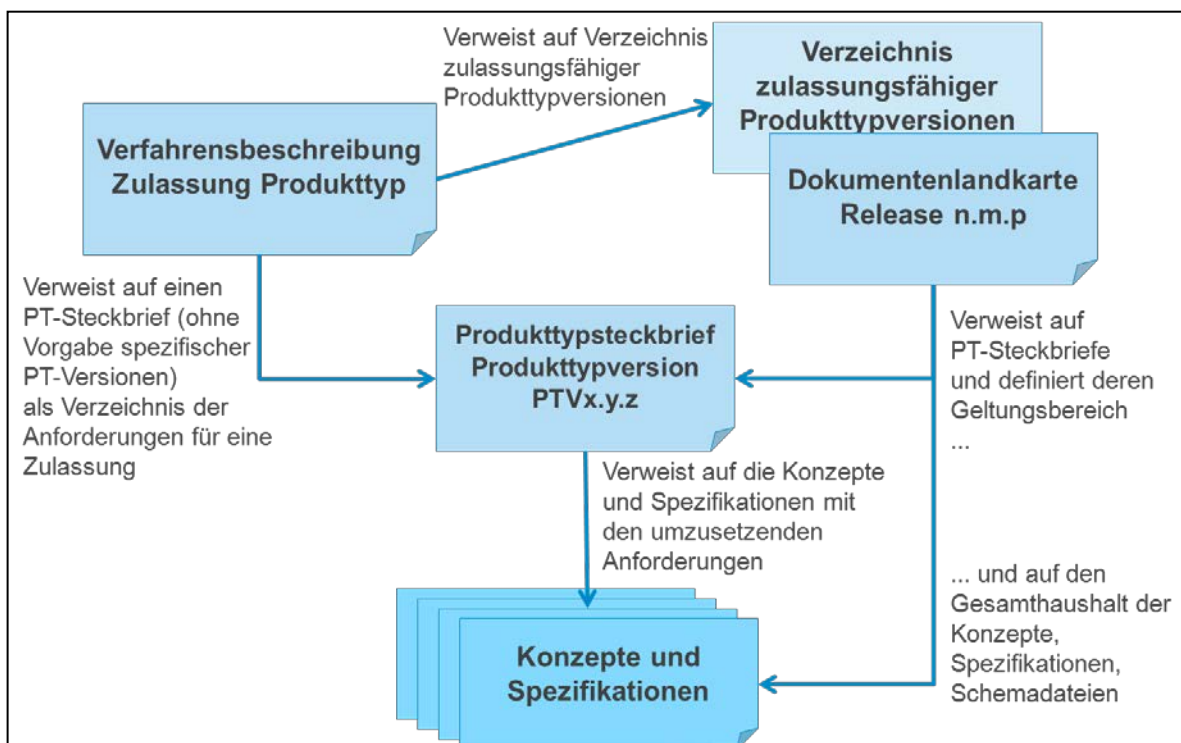 Verweist auf Verzeichnis
zulassungsfähiger
Produkttypversionen
Verzeichnis
zulassungsfähiger
Produkttypversionen
Verfahrensbeschreibung
Zulassung Produkttyp
Dokumentenlandkarte
Release n.m.p
Verweist auf einen
PT-Steckbrief (ohne
Vorgabe spezifischer
PT-Versionen)
als Verzeichnis der
Anforderungen für eine
Zulassung
Produkttypsteckbrief
Produkttypversion
PTVx.y.z
Verweist auf
PT-Steckbriefe
und definiert deren
Geltungsbereich
...
Verweist auf die Konzepte
und Spezifikationen mit
den umzusetzenden
Anforderungen
... und auf den
Gesamthaushalt der
Konzepte,
Spezifikationen,
Schemadateien
Konzepte und
Spezifikationen